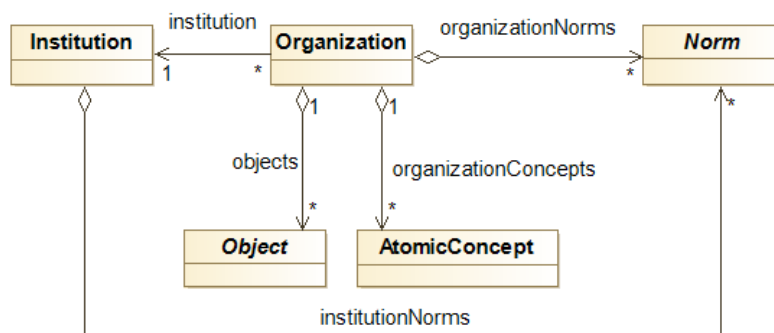 institution
organizationNorms
Institution
Organization
Norm
1
*
*
1
1
*
objects
organizationConcepts
*
*
Object
AtomicConcept
institutionNorms